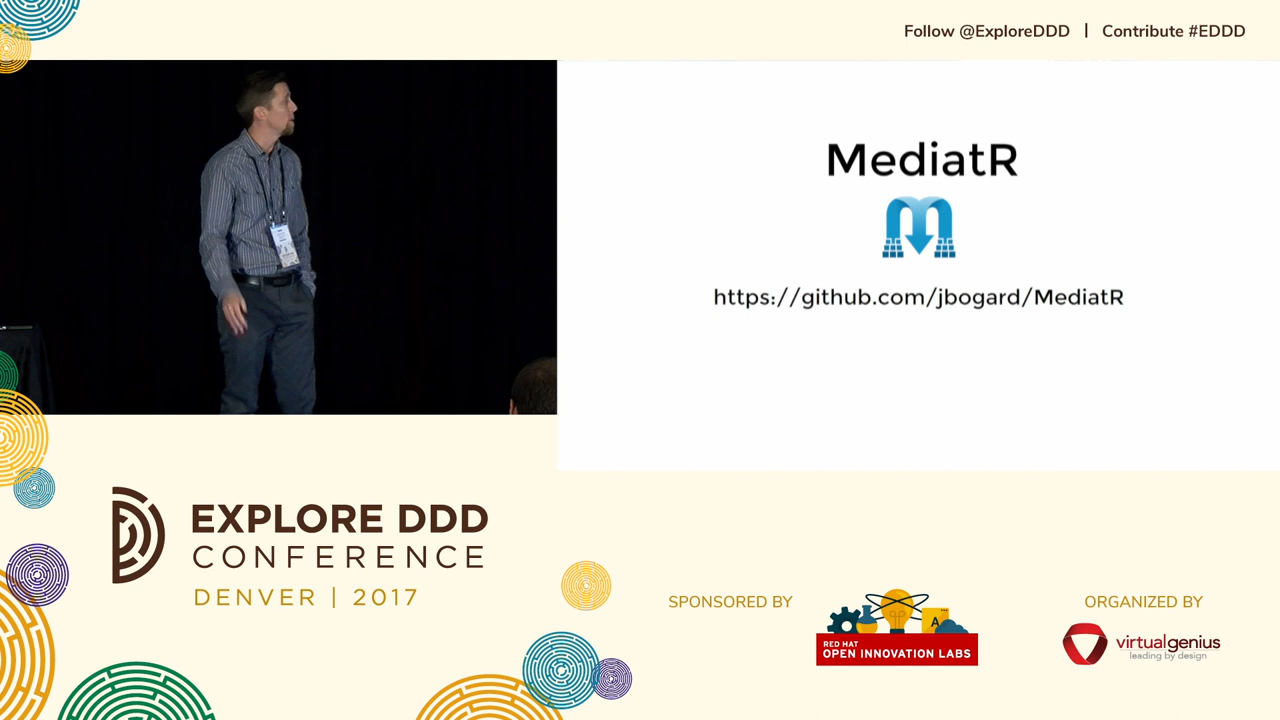 Follow @ExploreDDD | Contribute #EDDD
MediatR
https://github.com/jbogard/MediatR
EXPLORE DDD
CONFERENCE
DENVER | 2017
SPONSORED BY
A
RED HAT
OPEN INNOVATION LABS
ORGANIZED BY
virtualgenius
leading by design